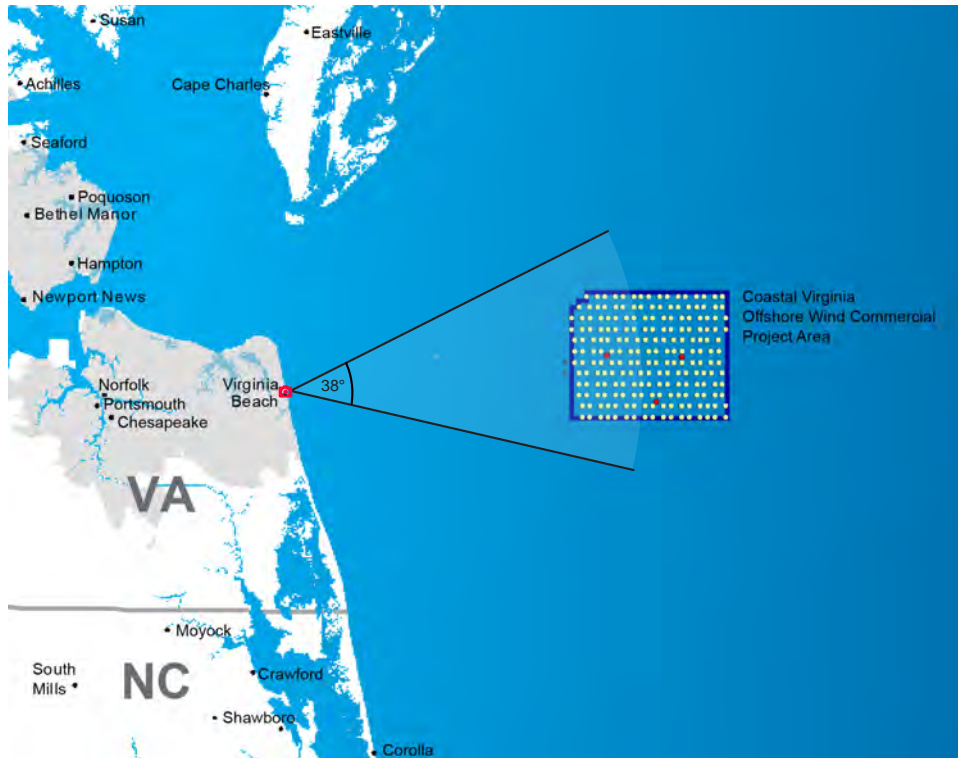 Susan
Eastville
Achilles
Cape Charles
Seaford
Poquoson
Bethel Manor
Hampton
Newport News
Coastal Virginia
Offshore Wind Commercial
Project Area
Norfolk
Portsmouth
Chesapeake
Virginia
Beach
38°
VA
Moyock
NC
South
Mills
Crawford
Shawboro
Corolla